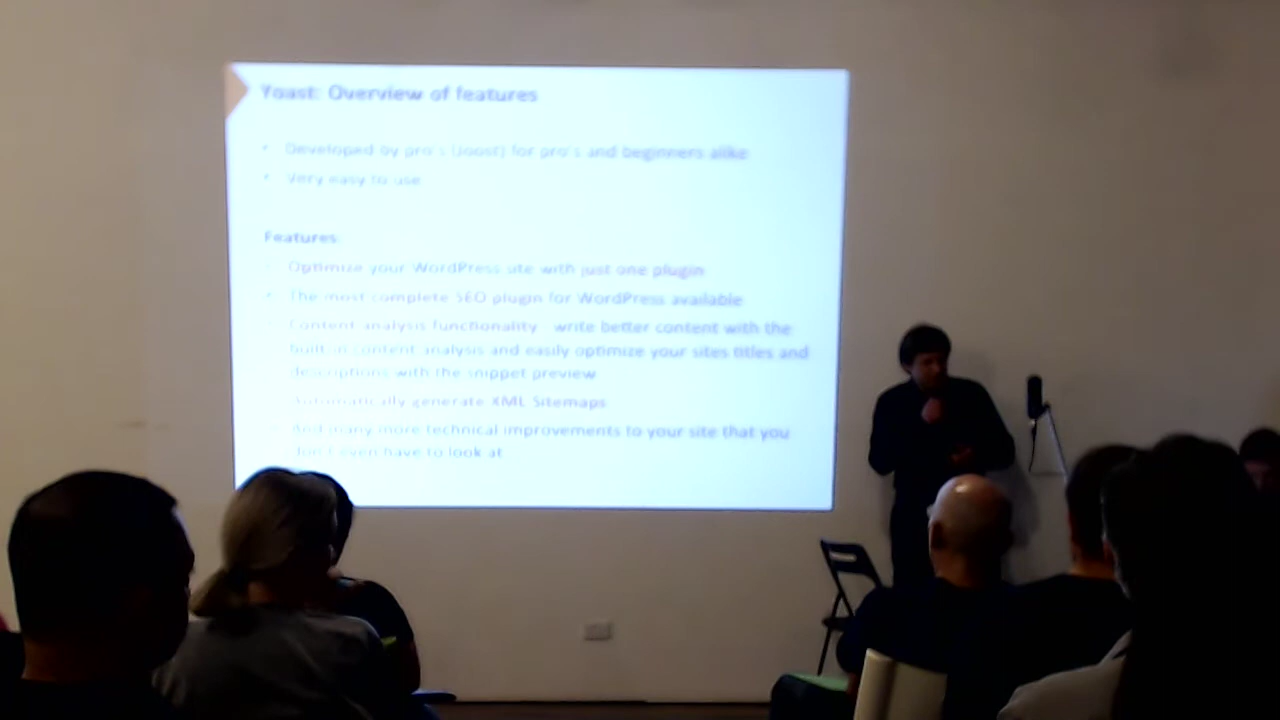 Yoast: Overview of features
• Developed by pro's (Joost) for pro's and beginners alike
• Very easy to use
Features:
• Optimize your WordPress site with just one plugin
• The most complete SEO plugin for WordPress available
• Content analysis functionality write better content with the
built in content analysis and easily optimize your sites titles and
descriptions with the snippet preview
Automatically generate XML Sitemaps
And many more technical improvements to your site that you
don't even have to look at